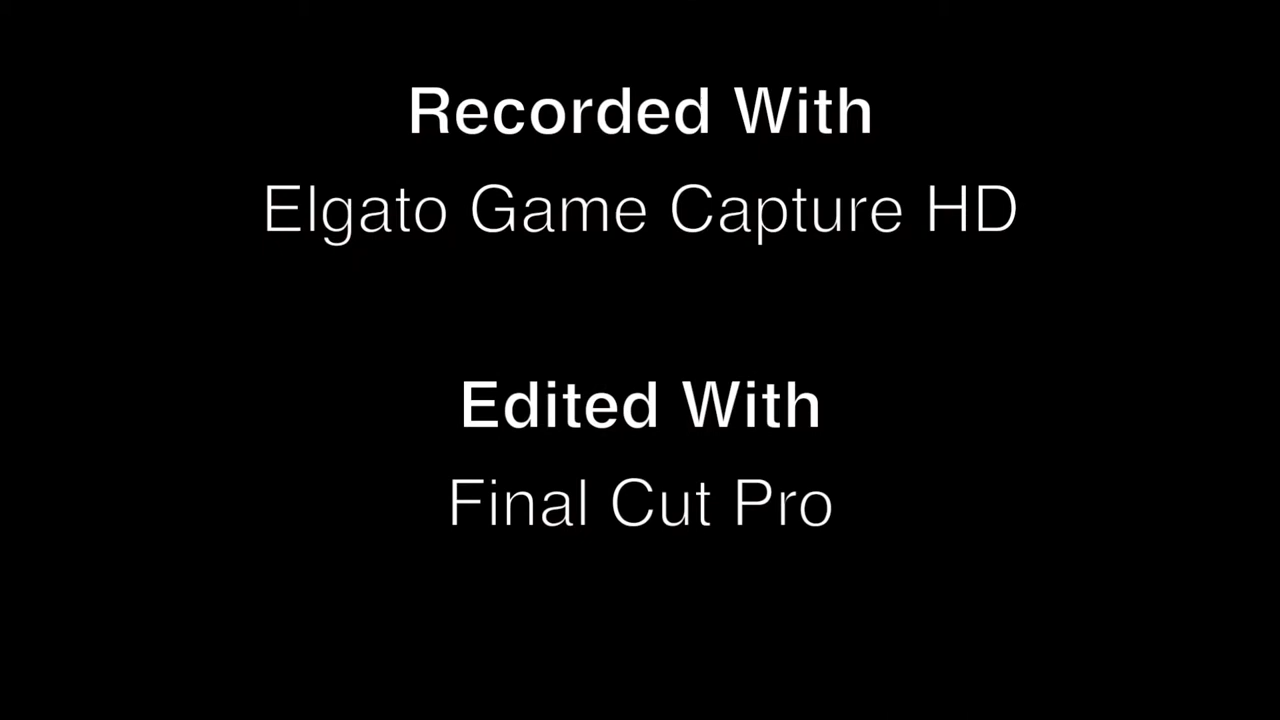 Recorded With
Elgato Game Capture HD
Edited With
Final Cut Pro